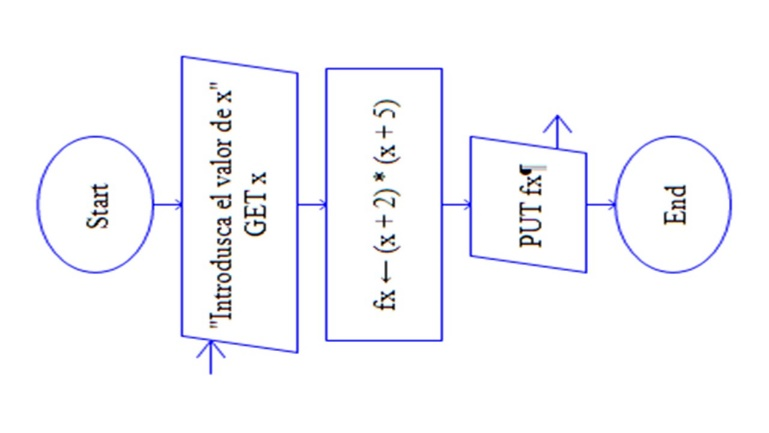 Start
"Introdusca el valor de x"
GET x
fx ← (x + 2) * (x + 5)
PUT fx¶
End